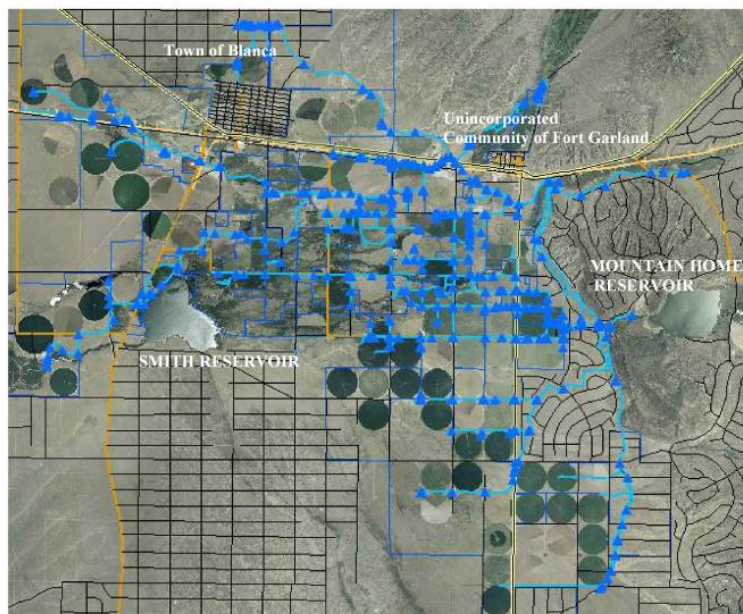 Town of Blanca
Unincorporated
Community of Fort Garland
MOUNTAIN HOME
RESERVOIR
SMITH RESERVOIR